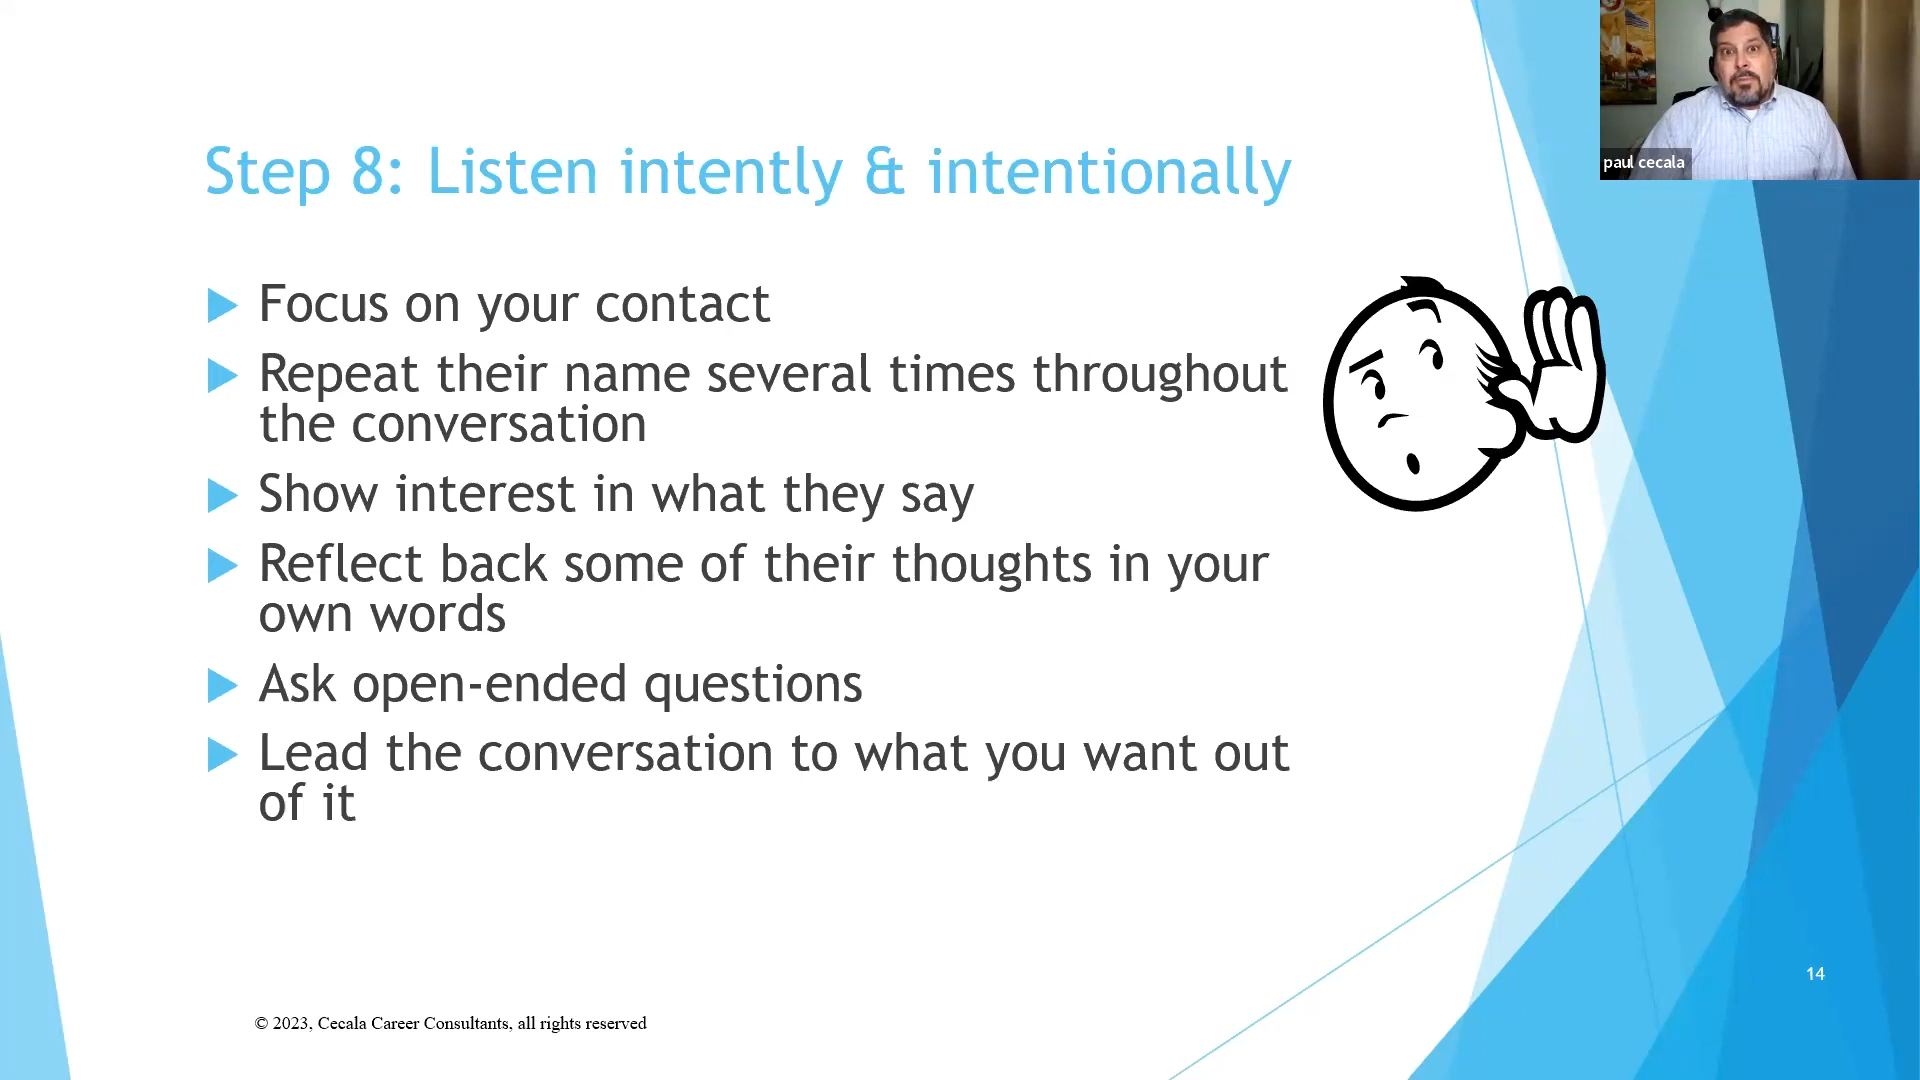 paul cecala
Step 8: Listen intently & intentionally
Focus on your contact
Repeat their name several times throughout
the conversation
Show interest in what they say
Reflect back some of their thoughts in your
own words
Ask open-ended questions
Lead the conversation to what you want out
of it
14
© 2023, Cecala Career Consultants, all rights reserved